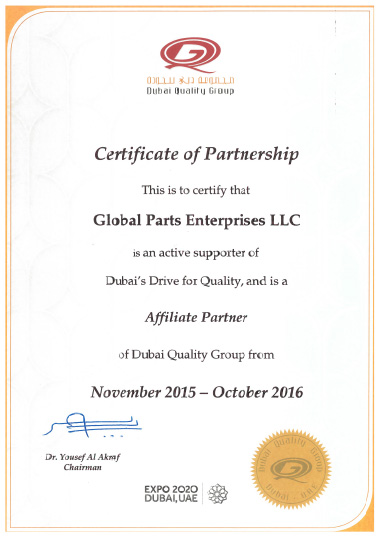 مجموعة دبي للجودة
Dubai Quality Group
Certificate of Partnership
This is to certify that
Global Parts Enterprises LLC
is an active supporter of
Dubai's Drive for Quality, and is a
Affiliate Partner
of Dubai Quality Group from
November 2015 – October 2016
Dr. Yousef Al Akraf
Chairman
Dubai Quality Group
Dubai - UAE
EXPO 2020
DUBAI, UAE